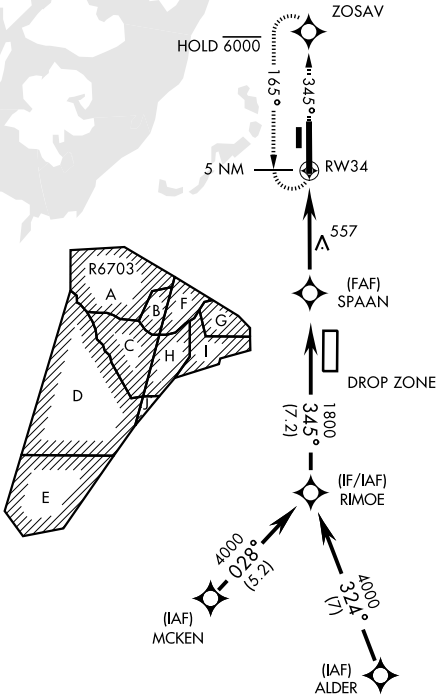 ZOSAV
HOLD 6000
165°
345°
5 NM
RW34
557
R6703
A
B
F
G
C
H
I
D
J
E
(FAF)
SPAAN
DROP ZONE
1800
345°
(7.2)
(IF/IAF)
RIMOE
4000
028°
(5.2)
4000
324°
(7)
(IAF)
MCKEN
(IAF)
ALDER